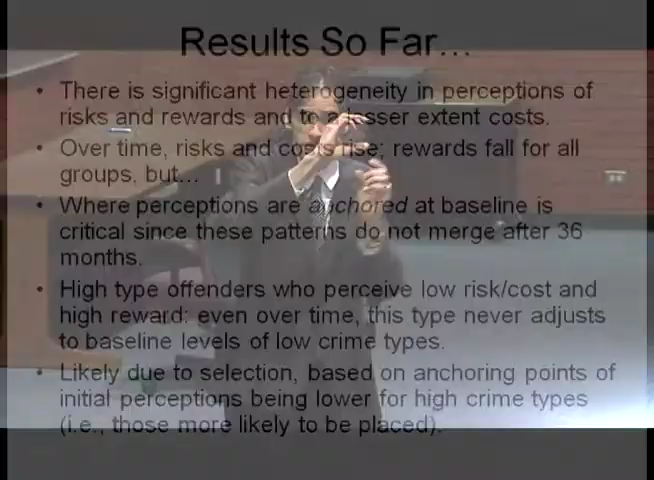 Results So Far...
• There is significant heterogeneity in perceptions of
risks and rewards and to a lesser extent costs.
• Over time, risks and costs rise; rewards fall for all
groups, but...
• Where perceptions are anchored at baseline is
critical since these patterns do not merge after 36
months.
• High type offenders who perceive low risk/cost and
high reward: even over time, this type never adjusts
to baseline levels of low crime types.
• Likely due to selection, based on anchoring points of
initial perceptions being lower for high crime types
(i.e., those more likely to be placed).